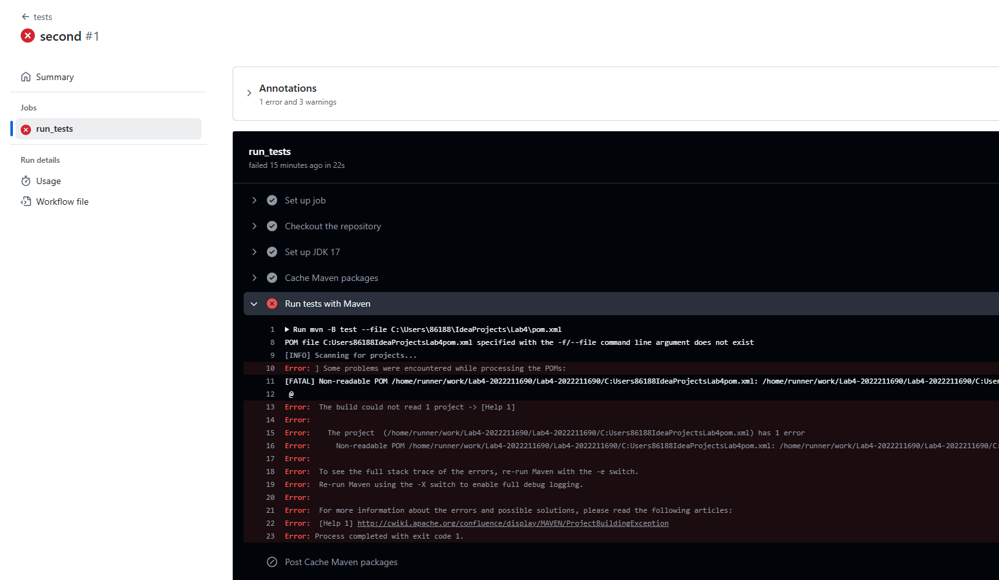 tests
second #1
Summary
Jobs
run_tests
Run details
Usage
Workflow file
Annotations
1 error and 3 warnings
run_tests
failed 15 minutes ago in 22s
Set up job
Checkout the repository
Set up JDK 17
Cache Maven packages
Run tests with Maven
1 Run mvn -B test --file C:\Users\86188\IdeaProjects\Lab4\pom.xml
8 POM file C:Users86188IdeaProjectsLab4pom.xml specified with the -f/--file command line argument does not exist
9 [INFO] Scanning for projects...
10 Error: ] Some problems were encountered while processing the POMs:
11 [FATAL] Non-readable POM /home/runner/work/Lab4-2022211690/Lab4-2022211690/C:Users86188IdeaProjectsLab4pom.xml: /home/runner/work/Lab4-2022211690/Lab4-2022211690/C:User
12 @
13 Error: The build could not read 1 project -> [Help 1]
14 Error:
15 Error: The project (/home/runner/work/Lab4-2022211690/Lab4-2022211690/C:Users86188IdeaProjectsLab4pom.xml) has 1 error
16 Error: Non-readable POM /home/runner/work/Lab4-2022211690/Lab4-2022211690/C:Users86188IdeaProjectsLab4pom.xml: /home/runner/work/Lab4-2022211690/Lab4-2022211690/C:
17 Error:
18 Error: To see the full stack trace of the errors, re-run Maven with the -e switch.
19 Error: Re-run Maven using the -X switch to enable full debug logging.
20 Error:
21 Error: For more information about the errors and possible solutions, please read the following articles:
22 Error: [Help 1] http://cwiki.apache.org/confluence/display/MAVEN/ProjectBuildingException
23 Error: Process completed with exit code 1.
Post Cache Maven packages